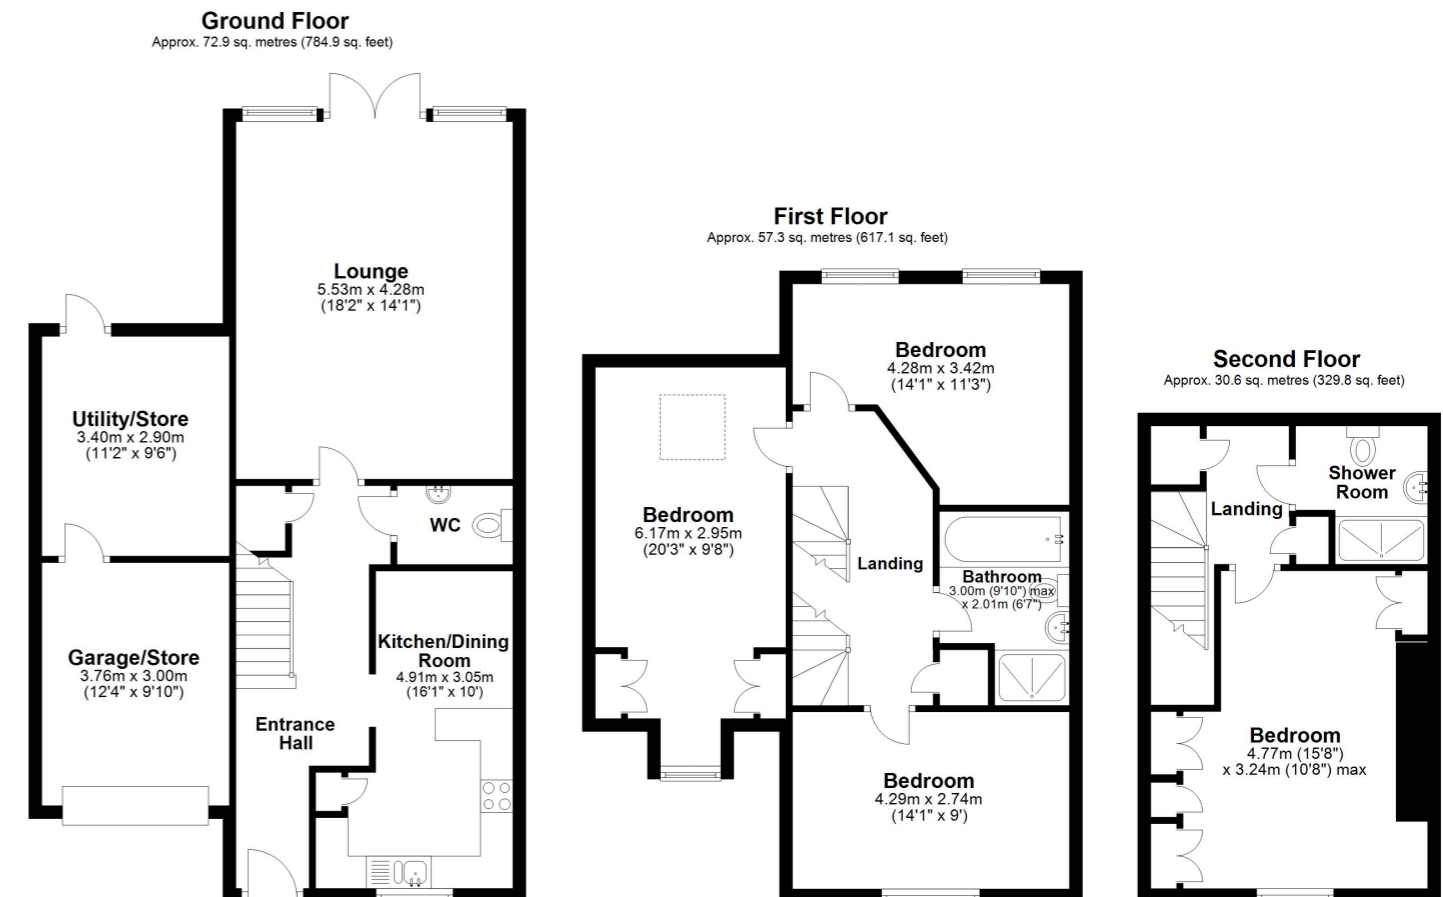 Ground Floor
Approx. 72.9 sq. metres (784.9 sq. feet)
Lounge
5.53m x 4.28m
(18'2" x 14'1")
Utility/Store
3.40m x 2.90m
(11'2" x 9'6")
WC
Garage/Store
3.76m x 3.00m
(12'4" x 9'10")
Kitchen/Dining
Room
4.91m x 3.05m
(16'1" x 10')
Entrance
Hall
First Floor
Approx. 57.3 sq. metres (617.1 sq. feet)
Bedroom
4.28m x 3.42m
(14'1" x 11'3")
Bedroom
6.17m x 2.95m
(20'3" x 9'8")
Landing
Bathroom
3.00m (9'10") max
x 2.01m (6'7")
Bedroom
4.29m x 2.74m
(14'1" x 9')
Second Floor
Approx. 30.6 sq. metres (329.8 sq. feet)
Shower
Room
Landing
Bedroom
4.77m (15'8")
x 3.24m (10'8") max